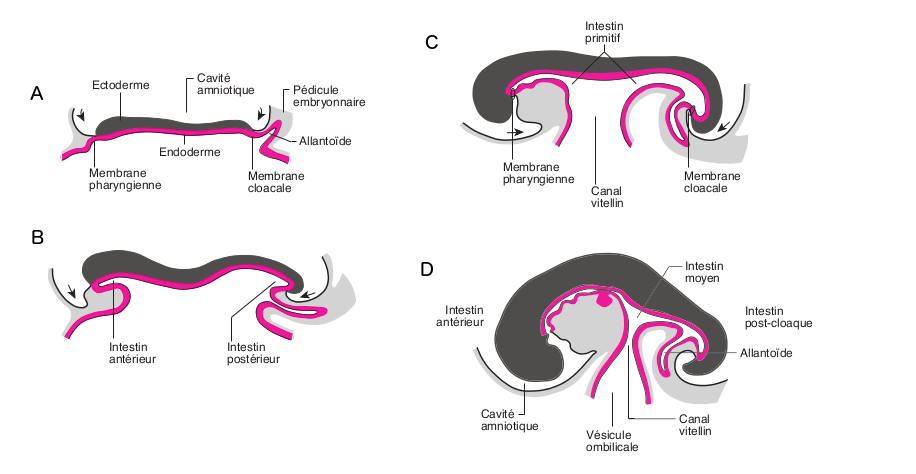 A
Ectoderme
Cavité
amniotique
Pédicule
embryonnaire
Allantoïde
Endoderme
Membrane
pharyngienne
Membrane
cloacale
B
Intestin
antérieur
Intestin
postérieur
C
Intestin
primitif
Membrane
pharyngienne
Canal
vitellin
Membrane
cloacale
D
Intestin
antérieur
Intestin
moyen
Intestin
post-cloaque
Allantoïde
Cavité
amniotique
Vésicule
ombilicale
Canal
vitellin